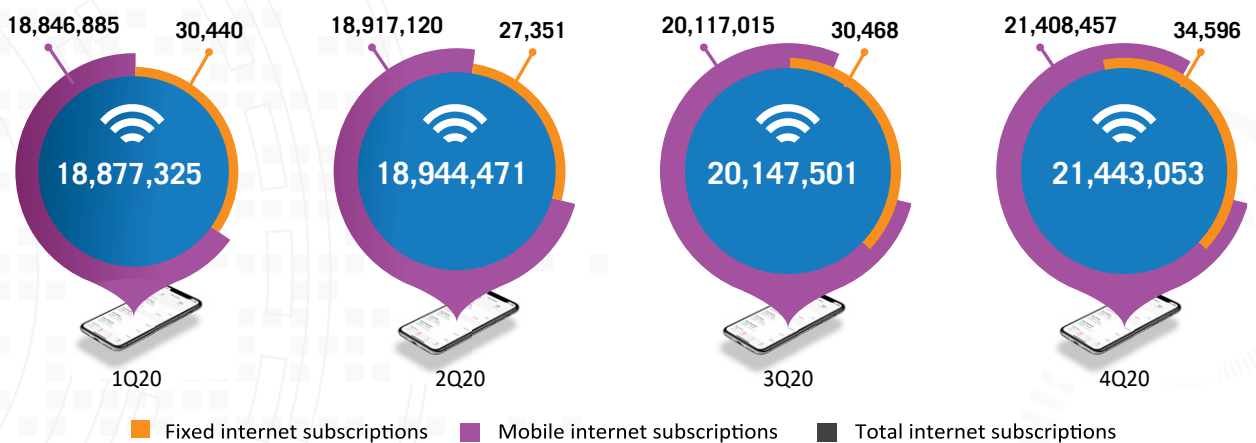 18,846,885 30,440 18,917,120 27,351 20,117,015 30,468 21,408,457 34,596
18,877,325 18,944,471 20,147,501 21,443,053
1Q20 2Q20 3Q20 4Q20
Fixed internet subscriptions Mobile internet subscriptions Total internet subscriptions